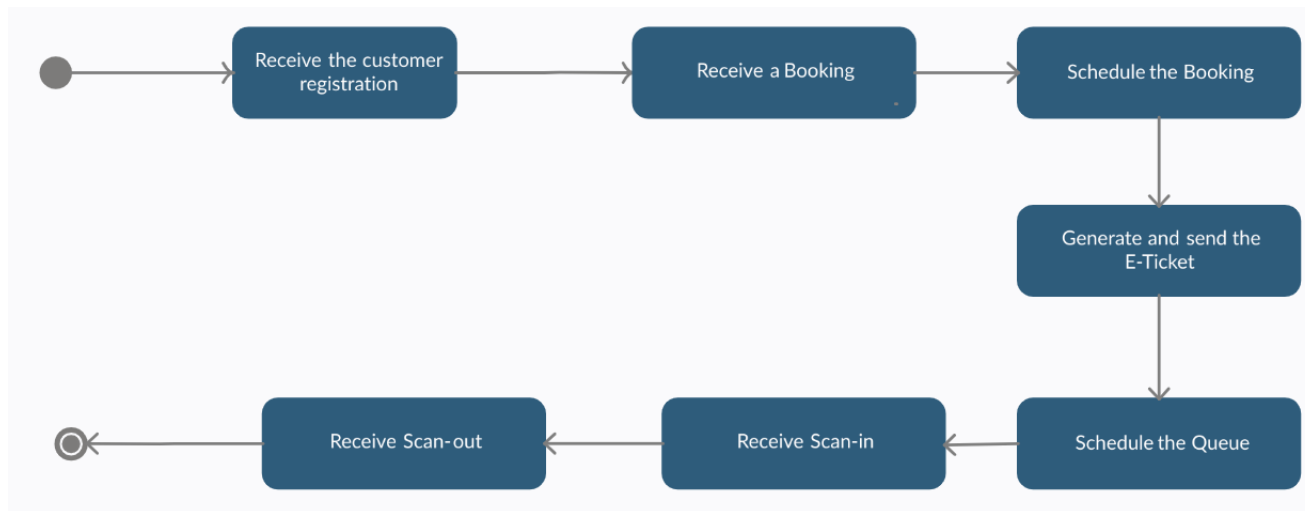 Receive the customer
registration
Receive a Booking
Schedule the Booking
Generate and send the
E-Ticket
Schedule the Queue
Receive Scan-in
Receive Scan-out